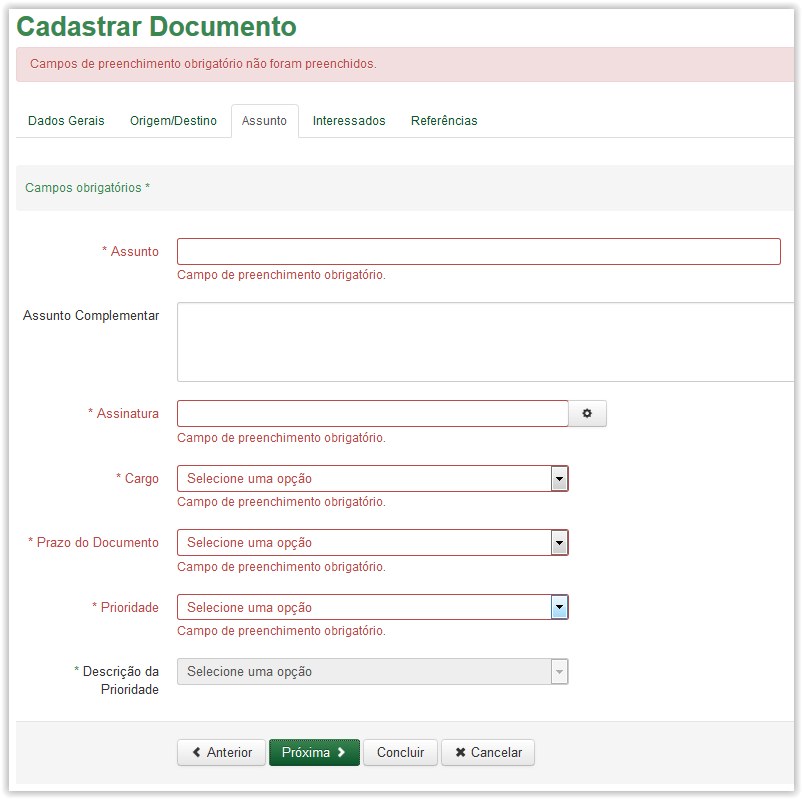 Cadastrar Documento
Campos de preenchimento obrigatório não foram preenchidos.
Dados Gerais Origem/Destino Assunto Interessados Referências
Campos obrigatórios *
* Assunto
Campo de preenchimento obrigatório.
Assunto Complementar
* Assinatura
Campo de preenchimento obrigatório.
* Cargo Selecione uma opção
Campo de preenchimento obrigatório.
* Prazo do Documento Selecione uma opção
Campo de preenchimento obrigatório.
* Prioridade Selecione uma opção
Campo de preenchimento obrigatório.
* Descrição da Selecione uma opção
Prioridade
Anterior Próxima Concluir Cancelar